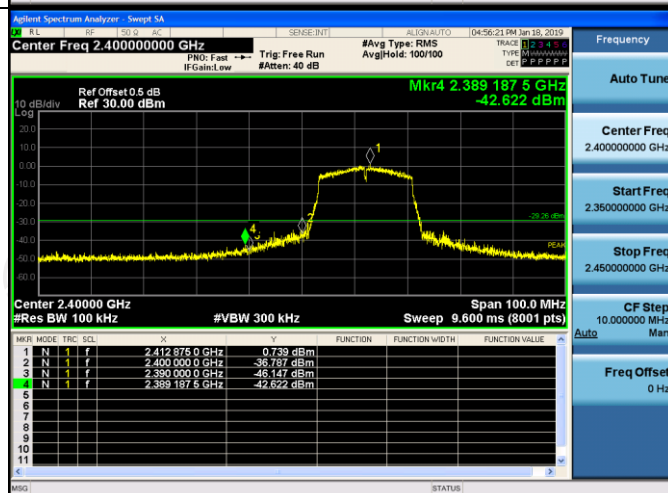 Agilent Spectrum Analyzer - Swept SA
RL RF 50 Ω AC SENSE:INT ALIGN AUTO 04:56:21 PM Jan 18, 2019
Center Freq 2.400000000 GHz
PNO: Fast
IFGain:Low
Trig: Free Run
#Atten: 40 dB
#Avg Type: RMS
Avg|Hold: 100/100
TRACE 1 2 3 4 5 6
TYPE M
DET P P P P P P
Ref Offset 0.5 dB
Ref 30.00 dBm
Mkr4 2.389 187 5 GHz
-42.622 dBm
10 dB/div
Log
20.0
10.0
0.00
-10.0
-20.0
-30.0
-40.0
-50.0
-60.0
1
2
3
4
-29.26 dBm
PEAK
Center 2.40000 GHz
Span 100.0 MHz
#Res BW 100 kHz
#VBW 300 kHz
Sweep 9.600 ms (8001 pts)
MKR MODE TRC SCL X Y FUNCTION FUNCTION WIDTH FUNCTION VALUE
1 N 1 f 2.412 875 0 GHz 0.739 dBm
2 N 1 f 2.400 000 0 GHz -36.787 dBm
3 N 1 f 2.390 000 0 GHz -46.147 dBm
4 N 1 f 2.389 187 5 GHz -42.622 dBm
5
6
7
8
9
10
11
MSG
STATUS
Frequency
Auto Tune
Center Freq
2.400000000 GHz
Start Freq
2.350000000 GHz
Stop Freq
2.450000000 GHz
CF Step
10.000000 MHz
Auto Man
Freq Offset
0 Hz